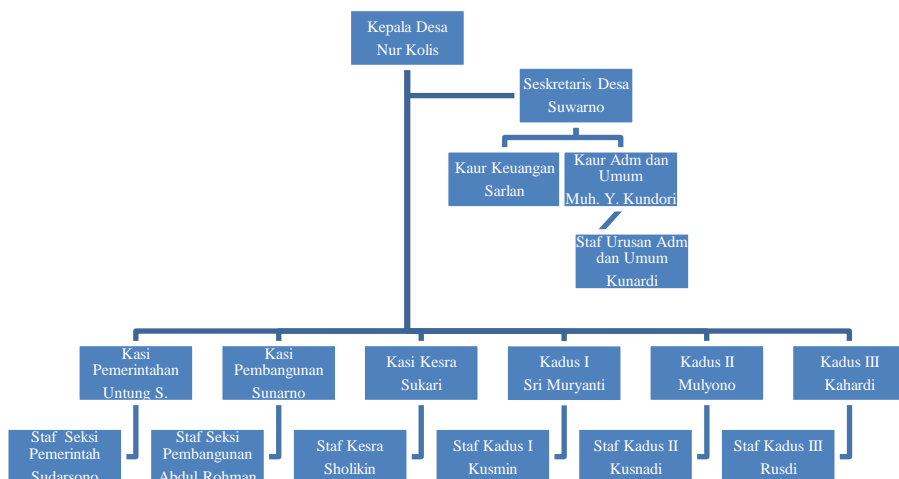 Kepala Desa
Nur Kolis
Seskretaris Desa
Suwarno
Kaur Keuangan
Sarlan
Kaur Adm dan
Umum
Muh. Y. Kundori
Staf Urusan Adm
dan Umum
Kunardi
Kasi
Pemerintahan
Untung S.
Kasi
Pembangunan
Sunarno
Kasi Kesra
Sukari
Kadus I
Sri Muryanti
Kadus II
Mulyono
Kadus III
Kahardi
Staf Seksi
Pemerintah
Sudarsono
Staf Seksi
Pembangunan
Abdul Rohman
Staf Kesra
Sholikin
Staf Kadus I
Kusmin
Staf Kadus II
Kusnadi
Staf Kadus III
Rusdi